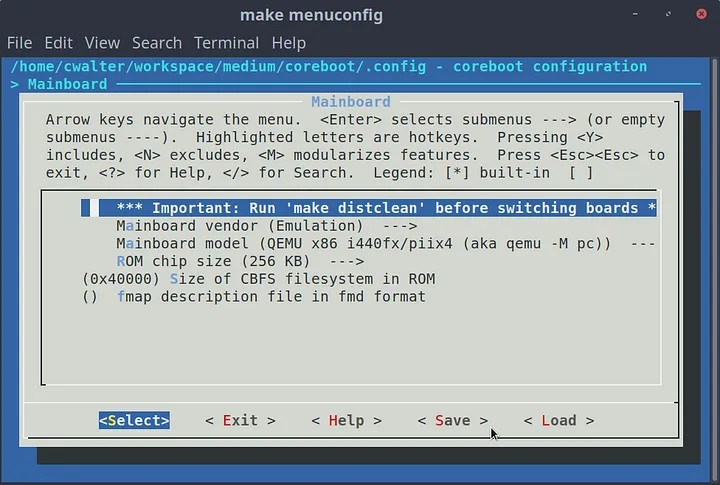 make menuconfig
File Edit View Search Terminal Help
/home/cwalter/workspace/medium/coreboot/.config - coreboot configuration
> Mainboard
Mainboard
Arrow keys navigate the menu. <Enter> selects submenus ---> (or empty
submenus ----). Highlighted letters are hotkeys. Pressing <Y>
includes, <N> excludes, <M> modularizes features. Press <Esc><Esc> to
exit, <?> for Help, </> for Search. Legend: [*] built-in [ ]
*** Important: Run 'make distclean' before switching boards *
Mainboard vendor (Emulation) --->
Mainboard model (QEMU x86 i440fx/piix4 (aka qemu -M pc)) ---
ROM chip size (256 KB) --->
(0x40000) Size of CBFS filesystem in ROM
() fmap description file in fmd format
<Select> < Exit > < Help > < Save > < Load >